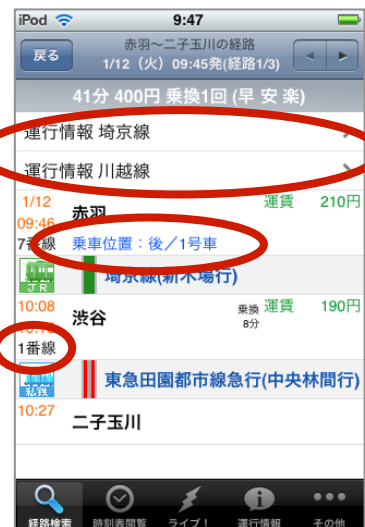 iPod 9:47
戻る
赤羽～二子玉川の経路
1/12（火）09:45発(経路1/3)
41分 400円 乗換1回 (早 安 楽)
運行情報 埼京線
運行情報 川越線
1/12
09:46
赤羽
運賃 210円
7番線 乗車位置：後／1号車
JR
埼京線(新木場行)
10:08
渋谷
乗換 8分
運賃 190円
1番線
私鉄
東急田園都市線急行(中央林間行)
10:27
二子玉川
経路検索 時刻表閲覧 ライブ！ 運行情報 その他